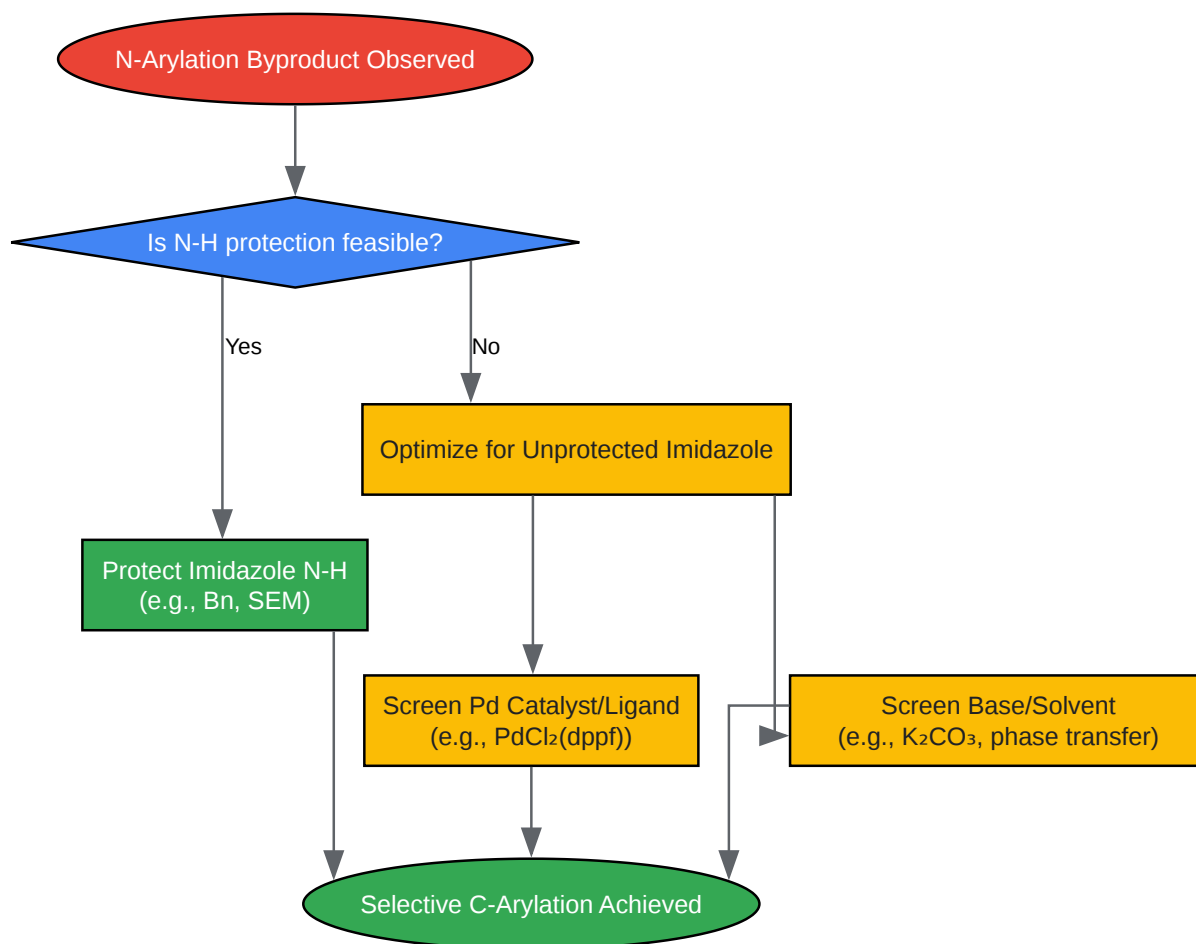 N-Arylation Byproduct Observed
Is N-H protection feasible?
Yes
No
Optimize for Unprotected Imidazole
Protect Imidazole N-H
(e.g., Bn, SEM)
Screen Pd Catalyst/Ligand
(e.g., PdCl₂(dppf))
Screen Base/Solvent
(e.g., K₂CO₃, phase transfer)
Selective C-Arylation Achieved